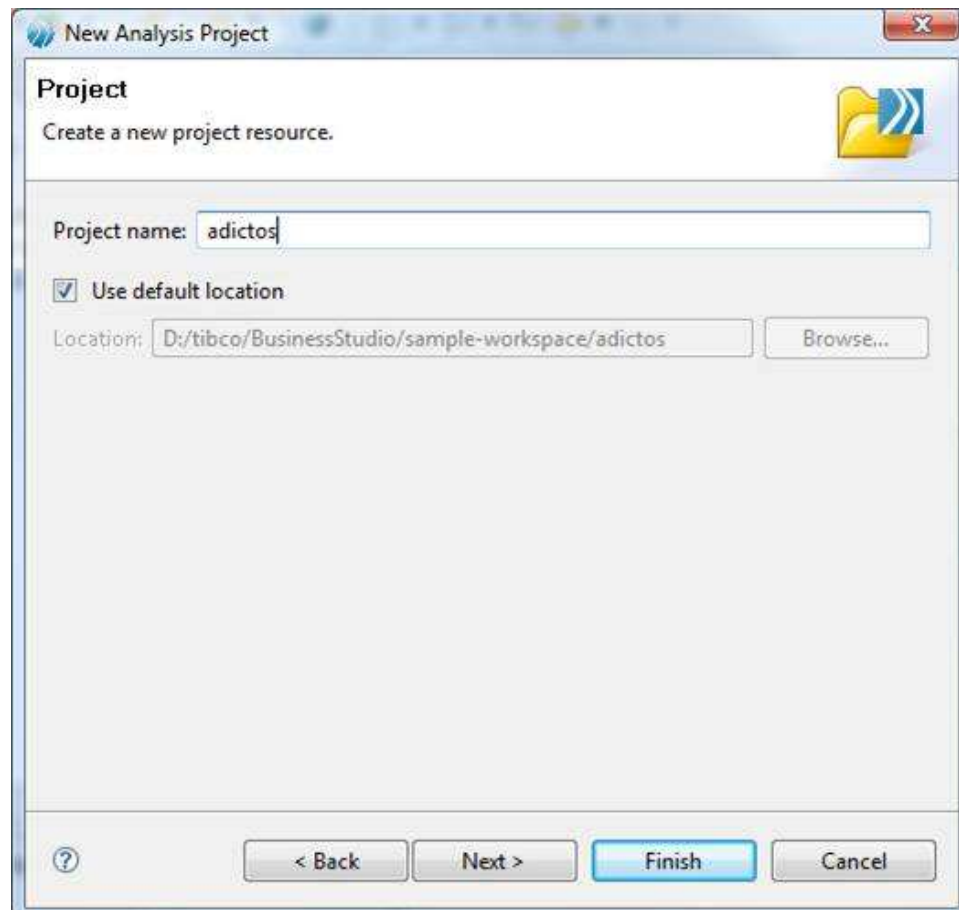 New Analysis Project
Project
Create a new project resource.
Project name: adictos
Use default location
Location: D:/tibco/BusinessStudio/sample-workspace/adictos Browse...
< Back Next > Finish Cancel